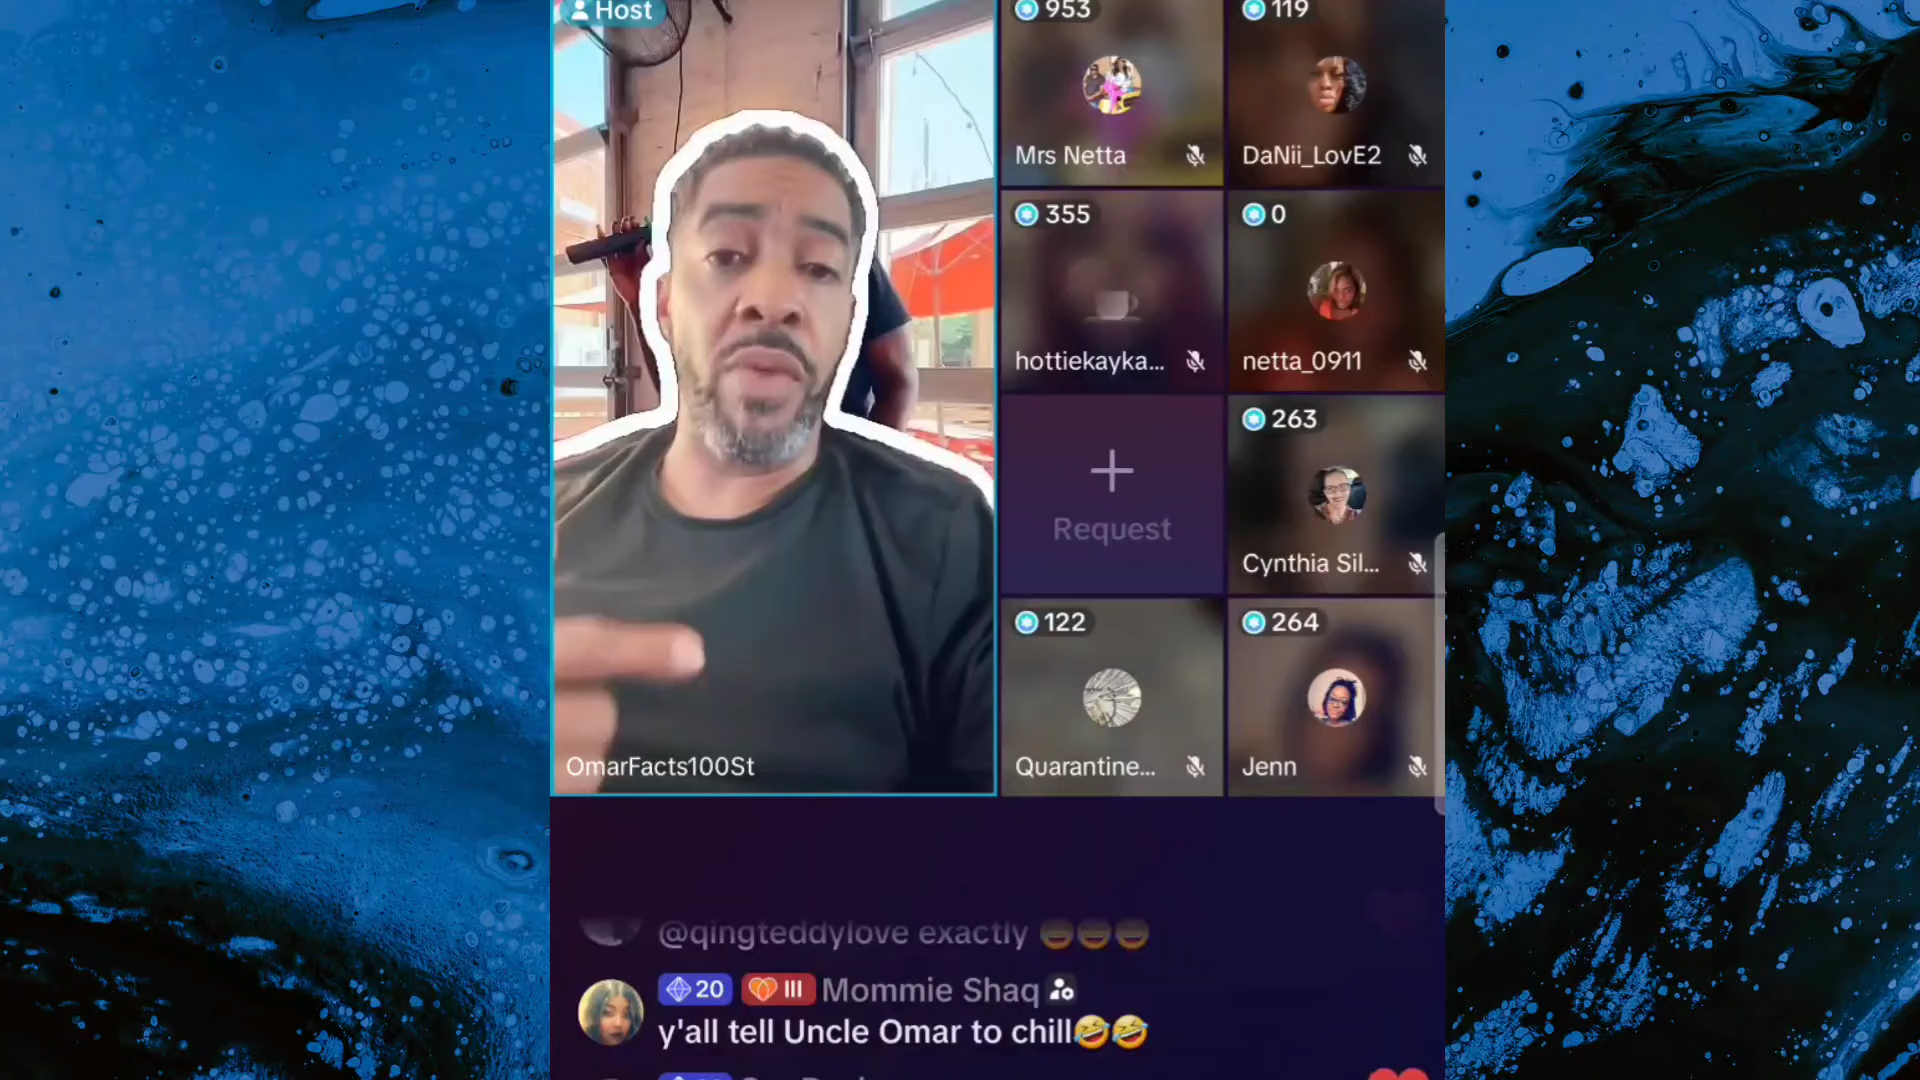 Host
953
119
Mrs Netta
DaNii_LovE2
355
0
hottiekayka...
netta_0911
Request
263
Cynthia Sil...
122
264
OmarFacts100St
Quarantine...
Jenn
@qingteddylove exactly 😄😄😄
20 III Mommie Shaq
y'all tell Uncle Omar to chill🤣🤣